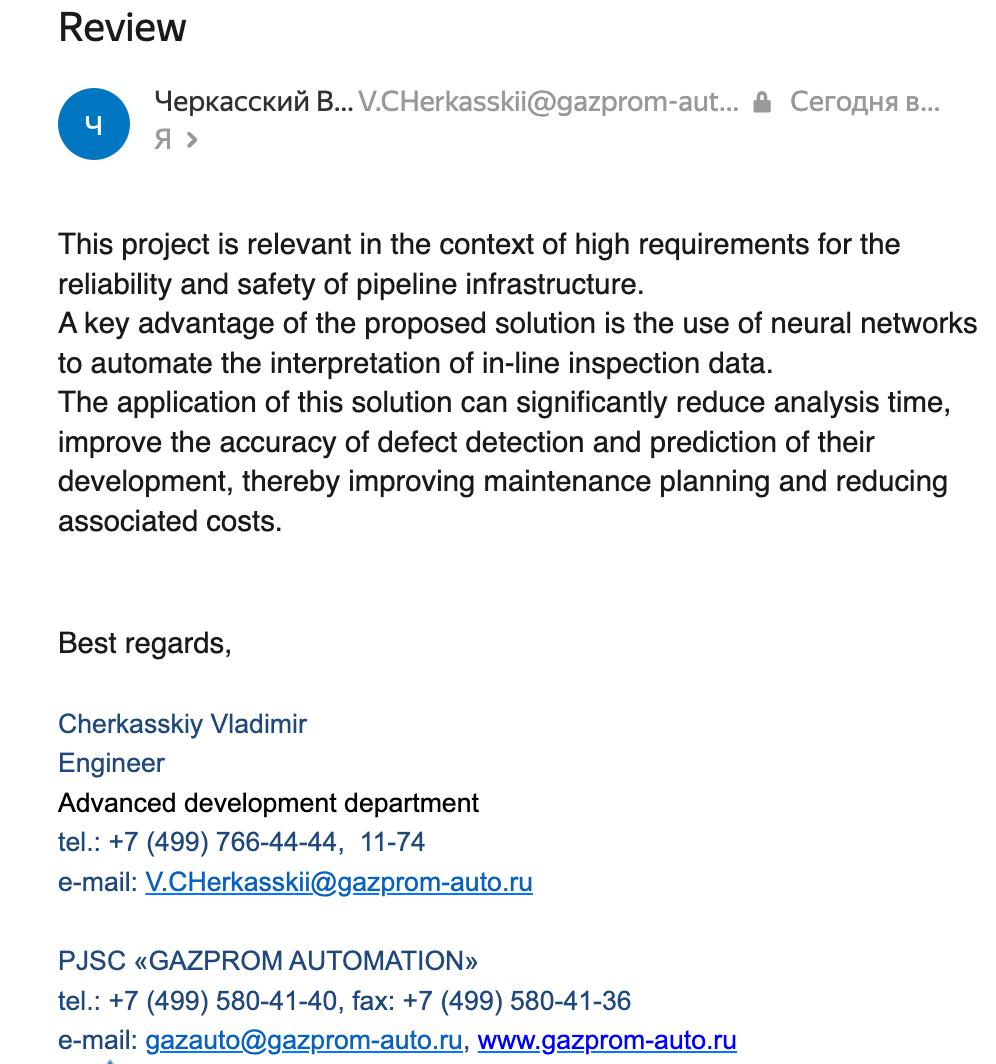 Review
Ч
Черкасский В... V.CHerkasskii@gazprom-aut... Сегодня в...
Я >
This project is relevant in the context of high requirements for the
reliability and safety of pipeline infrastructure.
A key advantage of the proposed solution is the use of neural networks
to automate the interpretation of in-line inspection data.
The application of this solution can significantly reduce analysis time,
improve the accuracy of defect detection and prediction of their
development, thereby improving maintenance planning and reducing
associated costs.
Best regards,
Cherkasskiy Vladimir
Engineer
Advanced development department
tel.: +7 (499) 766-44-44, 11-74
e-mail: V.CHerkasskii@gazprom-auto.ru
PJSC «GAZPROM AUTOMATION»
tel.: +7 (499) 580-41-40, fax: +7 (499) 580-41-36
e-mail: gazauto@gazprom-auto.ru, www.gazprom-auto.ru